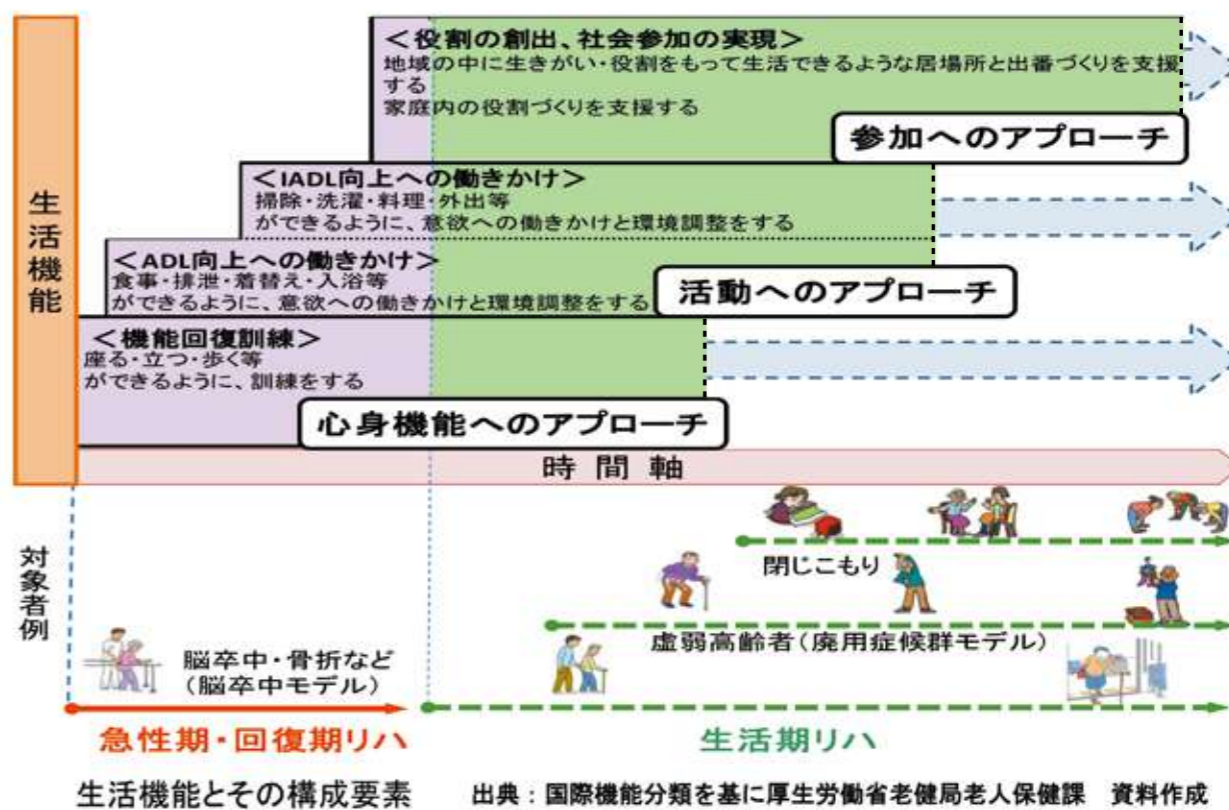 <役割の創出、社会参加の実現>
地域の中に生きがい・役割をもって生活できるような居場所と出番づくりを支援
する
家庭内の役割づくりを支援する
参加へのアプローチ
<IADL向上への働きかけ>
掃除・洗濯・料理・外出等
ができるように、意欲への働きかけと環境調整をする
<ADL向上への働きかけ>
食事・排泄・着替え・入浴等
ができるように、意欲への働きかけと環境調整をする
活動へのアプローチ
<機能回復訓練>
座る・立つ・歩く等
ができるように、訓練をする
心身機能へのアプローチ
生活機能
時間軸
対象者例
閉じこもり
虚弱高齢者(廃用症候群モデル)
脳卒中・骨折など
(脳卒中モデル)
急性期・回復期リハ
生活期リハ
生活機能とその構成要素
出典：国際機能分類を基に厚生労働省老健局老人保健課 資料作成